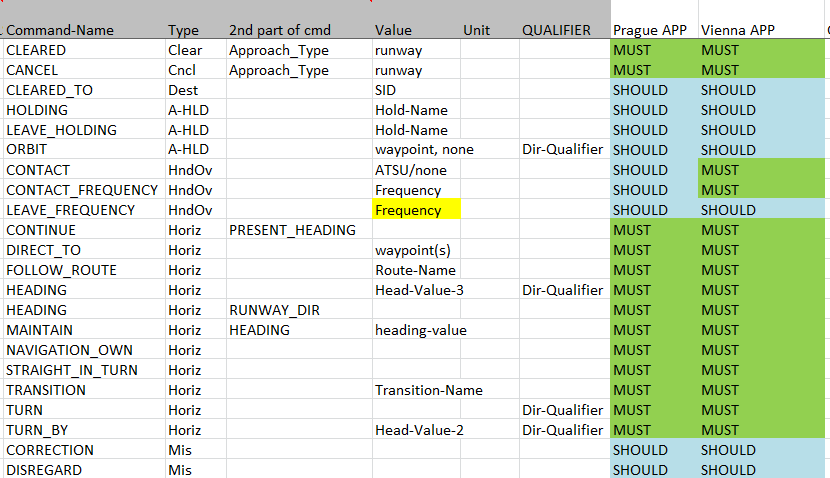 Command-Name Type 2nd part of cmd Value Unit QUALIFIER Prague APP Vienna APP
CLEARED Clear Approach_Type runway MUST MUST
CANCEL Cncl Approach_Type runway MUST MUST
CLEARED_TO Dest SID SHOULD SHOULD
HOLDING A-HLD Hold-Name SHOULD SHOULD
LEAVE_HOLDING A-HLD Hold-Name SHOULD SHOULD
ORBIT A-HLD waypoint, none Dir-Qualifier SHOULD SHOULD
CONTACT HndOv ATSU/none SHOULD MUST
CONTACT_FREQUENCY HndOv Frequency SHOULD MUST
LEAVE_FREQUENCY HndOv Frequency SHOULD SHOULD
CONTINUE Horiz PRESENT_HEADING MUST MUST
DIRECT_TO Horiz waypoint(s) MUST MUST
FOLLOW_ROUTE Horiz Route-Name MUST MUST
HEADING Horiz Head-Value-3 Dir-Qualifier MUST MUST
HEADING Horiz RUNWAY_DIR MUST MUST
MAINTAIN Horiz HEADING heading-value MUST MUST
NAVIGATION_OWN Horiz MUST MUST
STRAIGHT_IN_TURN Horiz MUST MUST
TRANSITION Horiz Transition-Name MUST MUST
TURN Horiz Dir-Qualifier MUST MUST
TURN_BY Horiz Head-Value-2 Dir-Qualifier MUST MUST
CORRECTION Mis SHOULD SHOULD
DISREGARD Mis SHOULD SHOULD